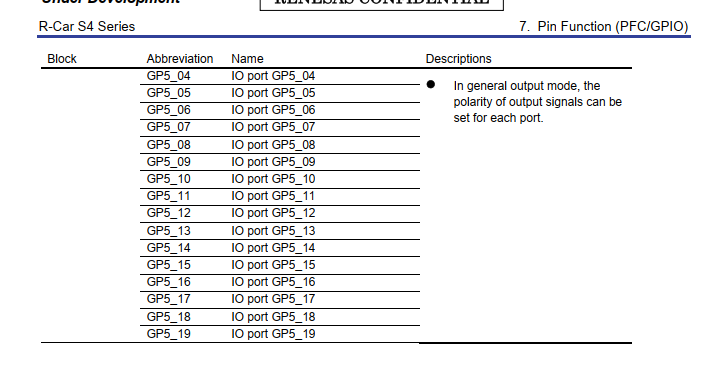 Under Development
RENESAS CONFIDENTIAL
R-Car S4 Series
7. Pin Function (PFC/GPIO)
Block Abbreviation Name Descriptions
GP5_04 IO port GP5_04
GP5_05 IO port GP5_05
GP5_06 IO port GP5_06
GP5_07 IO port GP5_07
GP5_08 IO port GP5_08
GP5_09 IO port GP5_09
GP5_10 IO port GP5_10
GP5_11 IO port GP5_11
GP5_12 IO port GP5_12
GP5_13 IO port GP5_13
GP5_14 IO port GP5_14
GP5_15 IO port GP5_15
GP5_16 IO port GP5_16
GP5_17 IO port GP5_17
GP5_18 IO port GP5_18
GP5_19 IO port GP5_19
● In general output mode, the
polarity of output signals can be
set for each port.